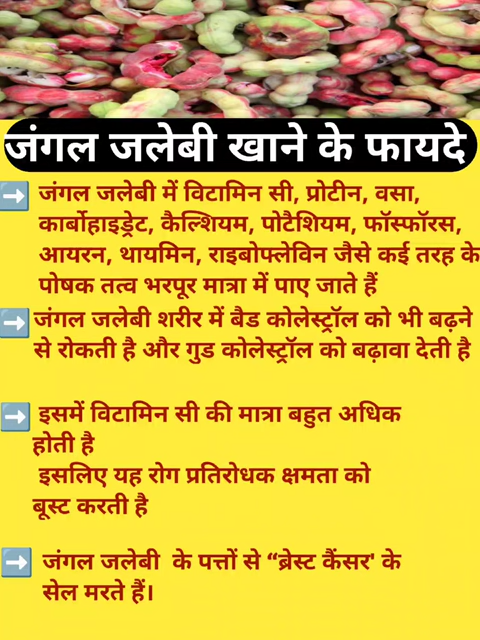 जंगल जलेबी खाने के फायदे
➡️ जंगल जलेबी में विटामिन सी, प्रोटीन, वसा,
कार्बोहाइड्रेट, कैल्शियम, पोटैशियम, फॉस्फॉरस,
आयरन, थायमिन, राइबोफ्लेविन जैसे कई तरह के
पोषक तत्व भरपूर मात्रा में पाए जाते हैं
➡️ जंगल जलेबी शरीर में बैड कोलेस्ट्रॉल को भी बढ़ने
से रोकती है और गुड कोलेस्ट्रॉल को बढ़ावा देती है
➡️ इसमें विटामिन सी की मात्रा बहुत अधिक
होती है
इसलिए यह रोग प्रतिरोधक क्षमता को
बूस्ट करती है
➡️ जंगल जलेबी के पत्तों से “ब्रेस्ट कैंसर' के
सेल मरते हैं।